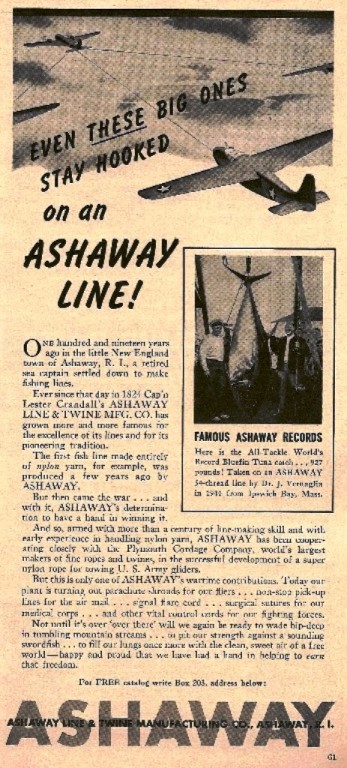 EVEN THESE BIG ONES
STAY HOOKED
on an
ASHAWAY
LINE!
ONE hundred and nineteen years
ago in the little New England
town of Ashaway, R. I., a retired
sea captain settled down to make
fishing lines.
Ever since that day in 1824 Cap'n
Lester Crandall's ASHAWAY
LINE & TWINE MFG. CO. has
grown more and more famous for
the excellence of its lines and for its
pioneering tradition.
The first fish line made entirely
of nylon yarn, for example, was
produced a few years ago by
ASHAWAY.
But then came the war . . . and
with it, ASHAWAY's determina-
tion to have a hand in winning it.
FAMOUS ASHAWAY RECORDS
Here is the All-Tackle World's
Record Bluefin Tuna catch . . . 927
pounds! Taken on an ASHAWAY
54-thread line by Dr. J. Vernaglia
in 1940 from Ipswich Bay, Mass.
And so, armed with more than a century of line-making skill and with
early experience in handling nylon yarn, ASHAWAY has been cooper-
ating closely with the Plymouth Cordage Company, world's largest
makers of fine ropes and twines, in the successful development of a super
nylon rope for towing U. S. Army gliders.
But this is only one of ASHAWAY's wartime contributions. Today our
plant is turning out parachute shrouds for our fliers . . . non-stop pick-up
lines for the air mail . . . signal flare cord . . . surgical sutures for our
medical corps . . . and other vital control cords for our fighting forces.
Not until it's over 'over there' will we again be ready to wade hip-deep
in tumbling mountain streams . . . to pit our strength against a sounding
swordfish . . . to fill our lungs once more with the clean, sweet air of a free
world—happy and proud that we have had a hand in helping to earn
that freedom.
For FREE catalog write Box 203, address below:
ASHAWAY
ASHAWAY LINE & TWINE MANUFACTURING CO., ASHAWAY, R. I.
61